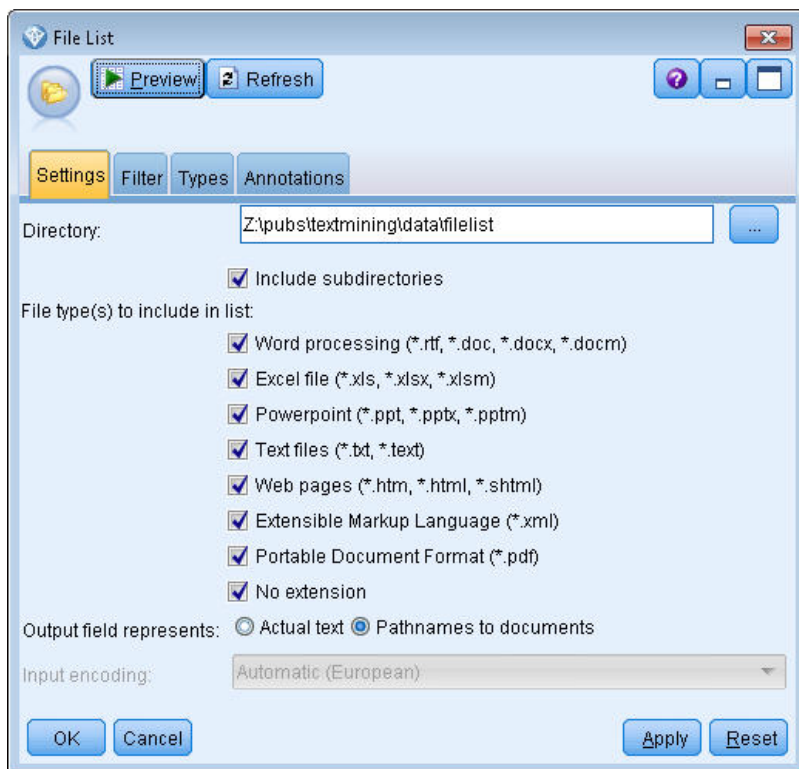 File List
Preview Refresh
Settings Filter Types Annotations
Directory: Z:\pubs\textmining\data\filelist ...
Include subdirectories
File type(s) to include in list:
Word processing (*.rtf, *.doc, *.docx, *.docm)
Excel file (*.xls, *.xlsx, *.xlsm)
Powerpoint (*.ppt, *.pptx, *.pptm)
Text files (*.txt, *.text)
Web pages (*.htm, *.html, *.shtml)
Extensible Markup Language (*.xml)
Portable Document Format (*.pdf)
No extension
Output field represents: Actual text Pathnames to documents
Input encoding: Automatic (European)
OK Cancel Apply Reset